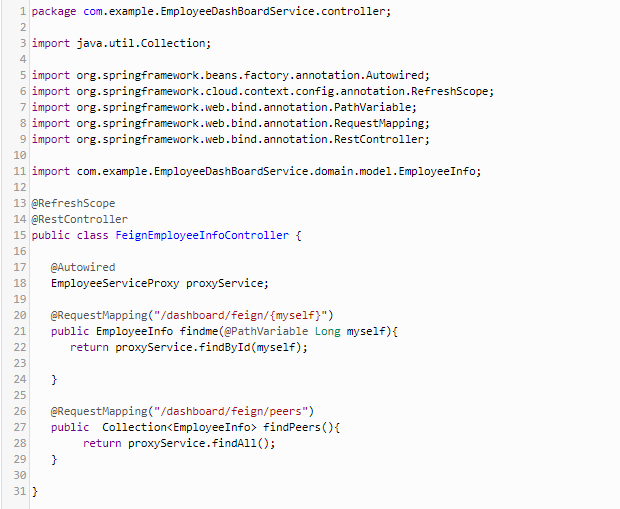 1 package com.example.EmployeeDashBoardService.controller;
2
3 import java.util.Collection;
4
5 import org.springframework.beans.factory.annotation.Autowired;
6 import org.springframework.cloud.context.config.annotation.RefreshScope;
7 import org.springframework.web.bind.annotation.PathVariable;
8 import org.springframework.web.bind.annotation.RequestMapping;
9 import org.springframework.web.bind.annotation.RestController;
10
11 import com.example.EmployeeDashBoardService.domain.model.EmployeeInfo;
12
13 @RefreshScope
14 @RestController
15 public class FeignEmployeeInfoController {
16
17    @Autowired
18    EmployeeServiceProxy proxyService;
19
20    @RequestMapping("/dashboard/feign/{myself}")
21    public EmployeeInfo findme(@PathVariable Long myself){
22       return proxyService.findById(myself);
23
24    }
25
26    @RequestMapping("/dashboard/feign/peers")
27    public  Collection<EmployeeInfo> findPeers(){
28         return proxyService.findAll();
29    }
30
31 }